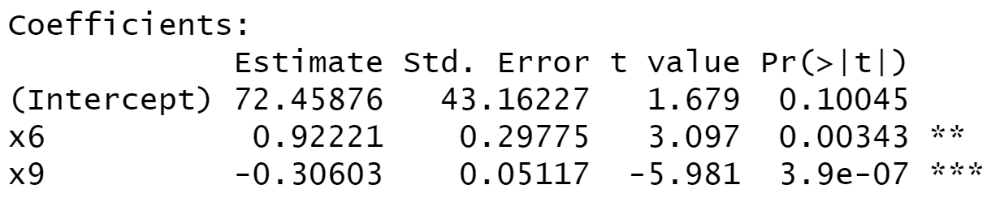 Coefficients:
Estimate Std. Error t value Pr(>|t|)
(Intercept) 72.45876 43.16227 1.679 0.10045
x6 0.92221 0.29775 3.097 0.00343 **
x9 -0.30603 0.05117 -5.981 3.9e-07 ***